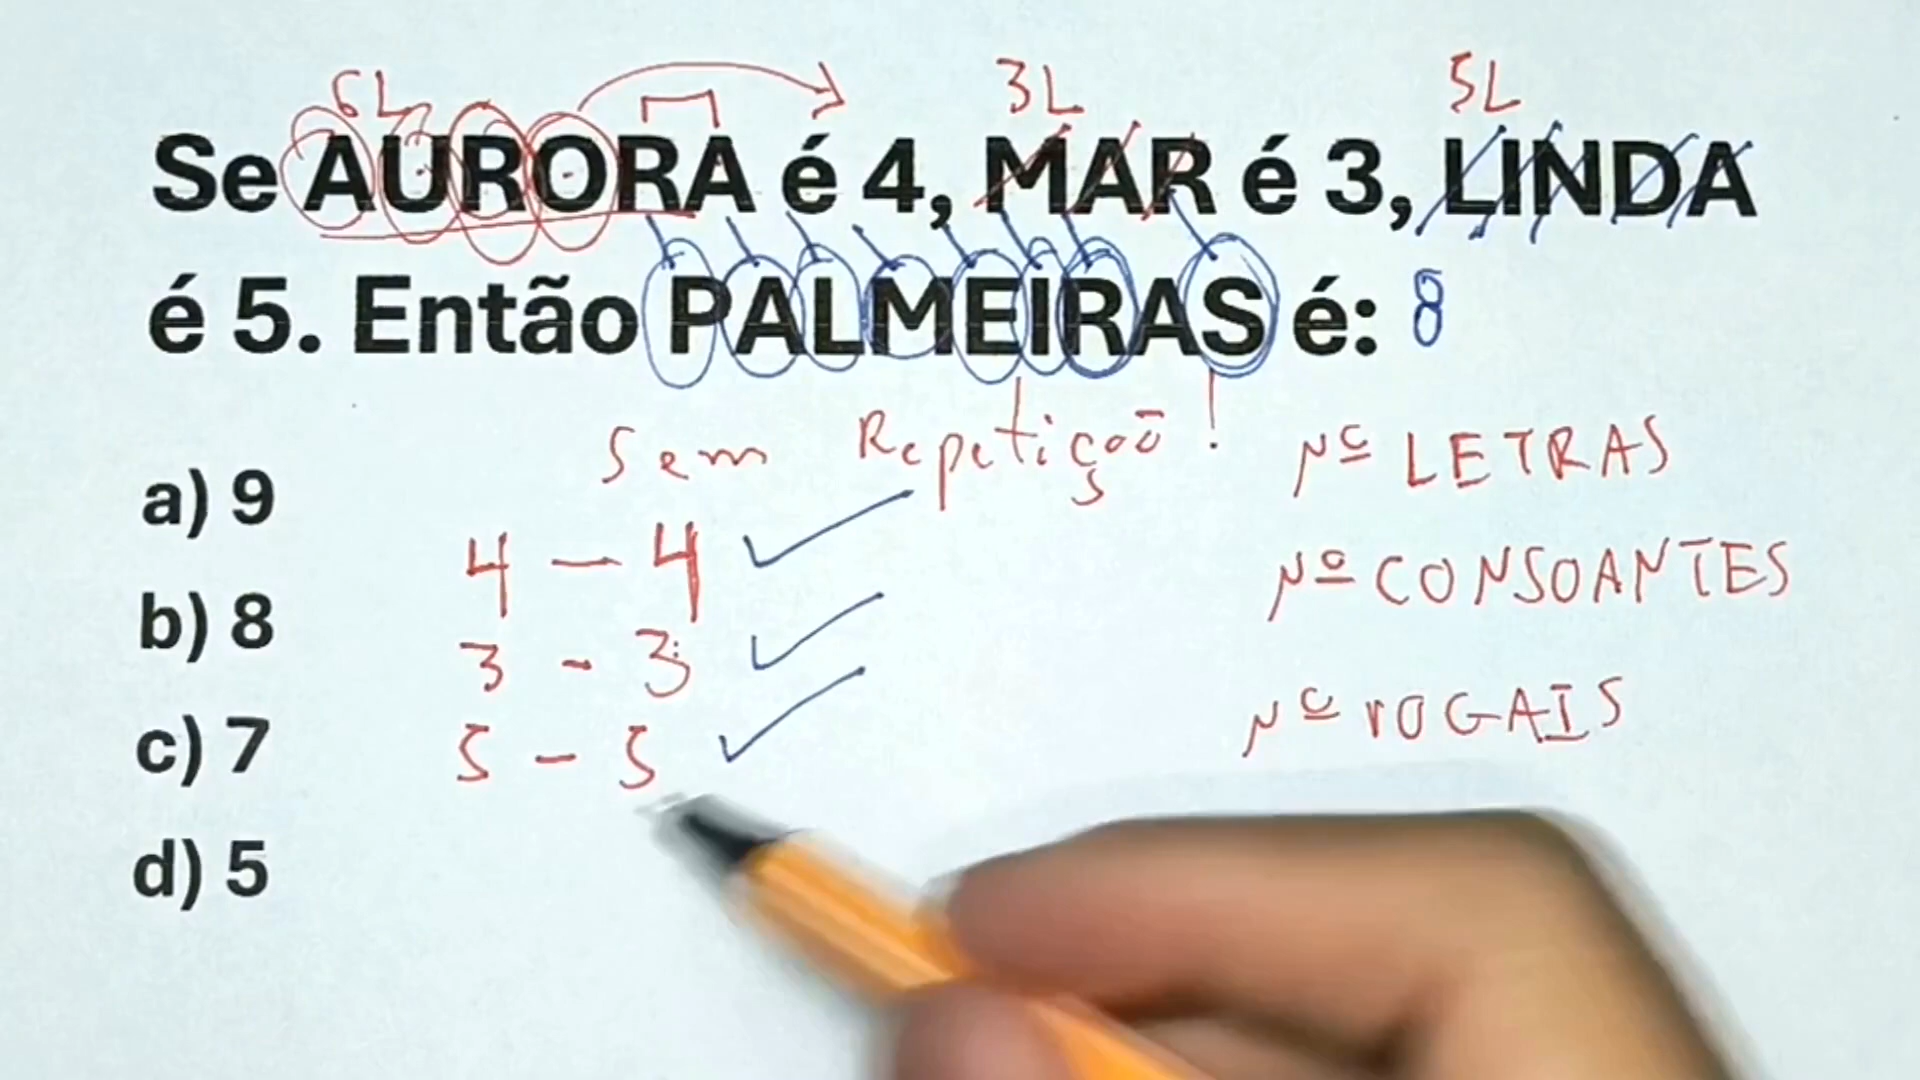 6L 3L 5L
Se AURORA é 4, MAR é 3, LINDA
é 5. Então PALMEIRAS é: 8
Sem Repetição! Nº LETRAS
a) 9
4 - 4
Nº CONSOANTES
b) 8
3 - 3
Nº VOGAIS
c) 7
5 - 5
d) 5